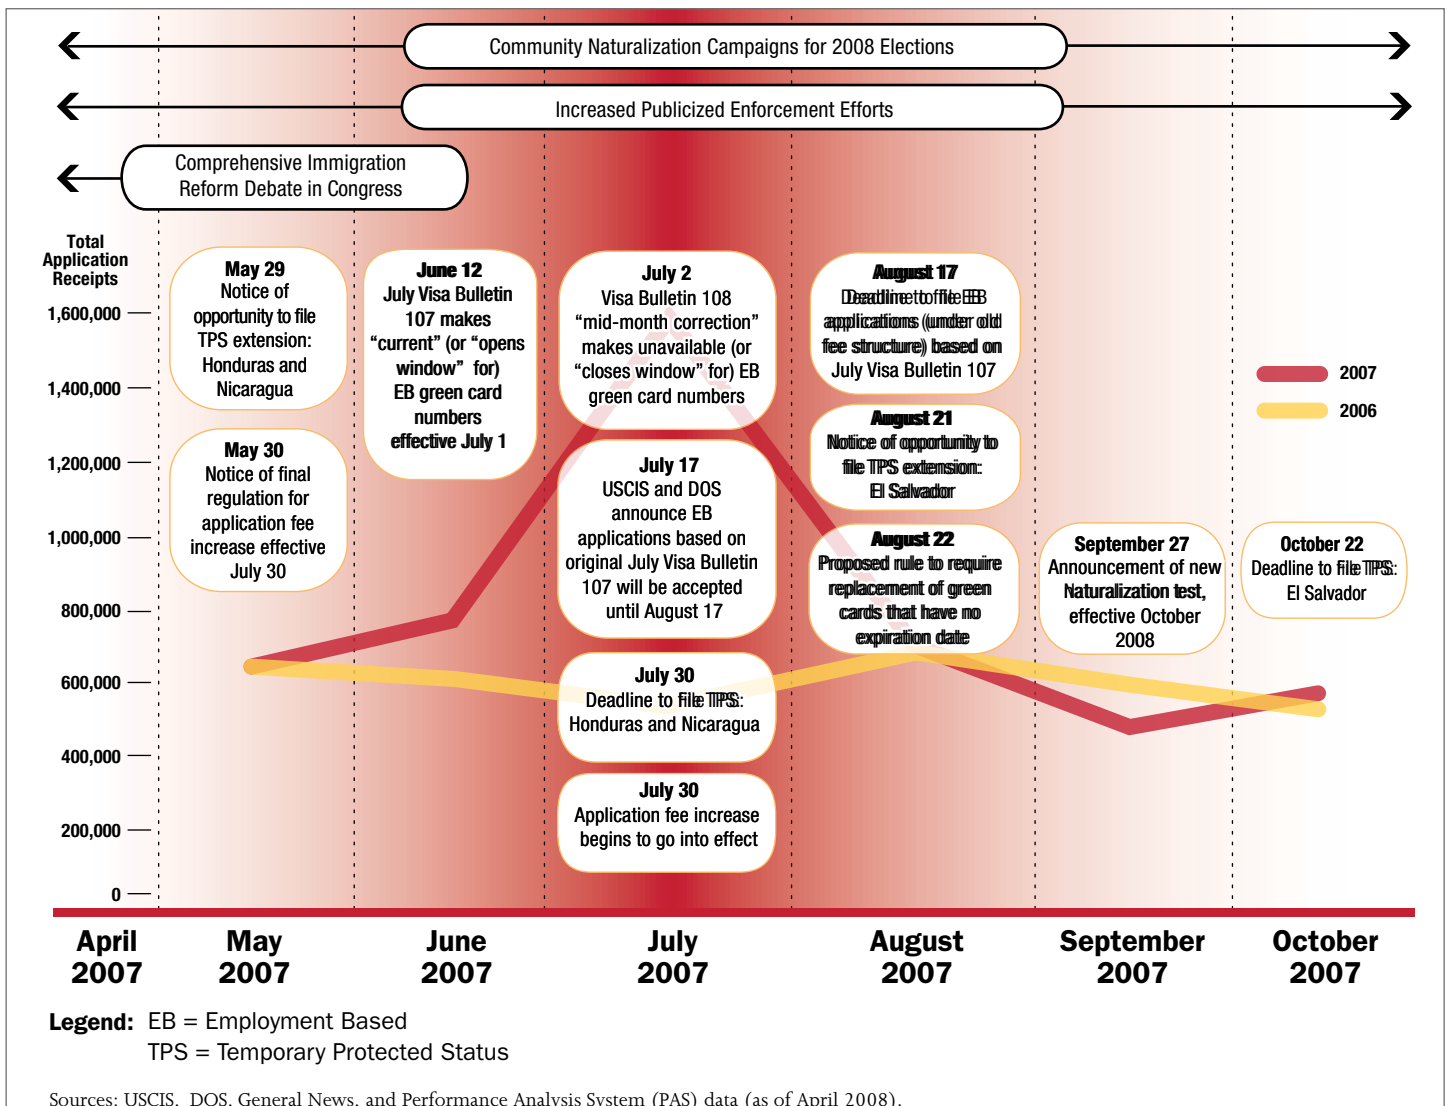 Community Naturalization Campaigns for 2008 Elections
Increased Publicized Enforcement Efforts
Comprehensive Immigration
Reform Debate in Congress
Total
Application
Receipts
1,600,000
1,400,000
1,200,000
1,000,000
800,000
600,000
400,000
200,000
0
May 29
Notice of
opportunity to file
TPS extension:
Honduras and
Nicaragua
May 30
Notice of final
regulation for
application fee
increase effective
July 30
June 12
July Visa Bulletin
107 makes
“current” (or “opens
window” for)
EB green card
numbers
effective July 1
July 2
Visa Bulletin 108
“mid-month correction”
makes unavailable (or
“closes window” for) EB
green card numbers
July 17
USCIS and DOS
announce EB
applications based on
original July Visa Bulletin
107 will be accepted
until August 17
July 30
Deadline to file TPS:
Honduras and Nicaragua
July 30
Application fee increase
begins to go into effect
August 17
Deadline to file EB
applications (under old
fee structure) based on
July Visa Bulletin 107
August 21
Notice of opportunity to
file TPS extension:
El Salvador
August 22
Proposed rule to require
replacement of green
cards that have no
expiration date
September 27
Announcement of new
Naturalization test,
effective October
2008
October 22
Deadline to file TPS:
El Salvador
2007
2006
April
2007
May
2007
June
2007
July
2007
August
2007
September
2007
October
2007
Legend: EB = Employment Based
TPS = Temporary Protected Status
Sources: USCIS, DOS, General News, and Performance Analysis System (PAS) data (as of April 2008).